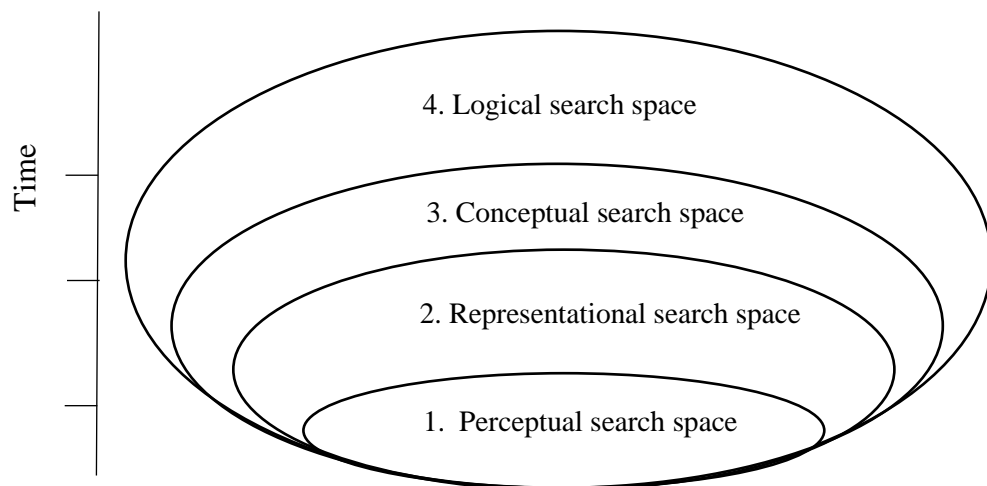 Time
4. Logical search space
3. Conceptual search space
2. Representational search space
1. Perceptual search space